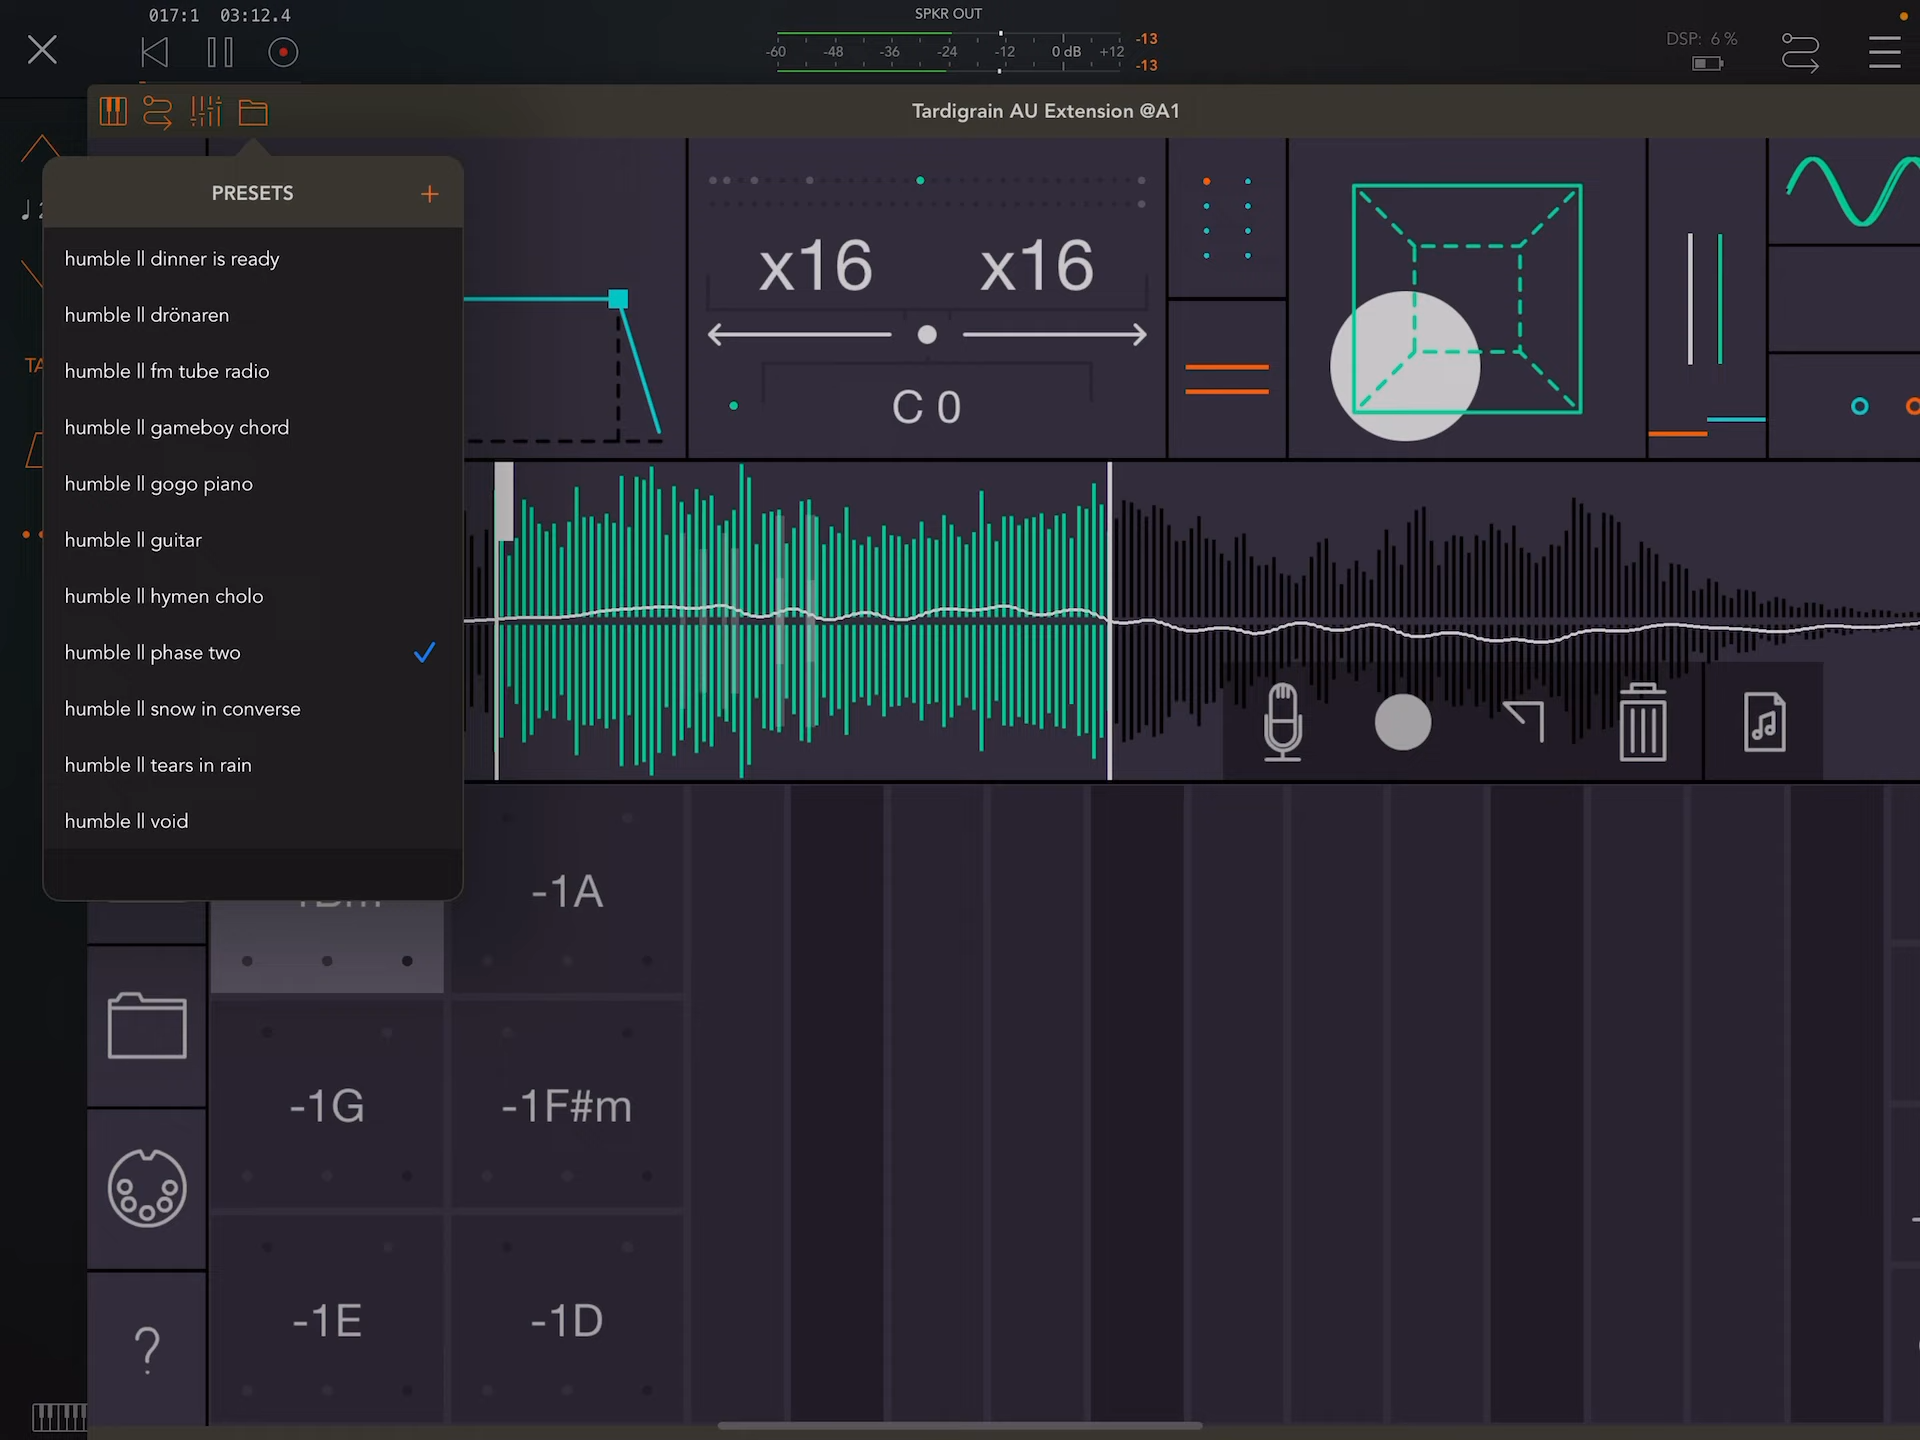 017:1 03:12.4
SPKR OUT
-60 -48 -36 -24 -12 0 dB +12
-13
-13
DSP: 6 %
Tardigrain AU Extension @A1
PRESETS +
humble ll dinner is ready
humble ll drönaren
humble ll fm tube radio
humble ll gameboy chord
humble ll gogo piano
humble ll guitar
humble ll hymen cholo
humble ll phase two
humble ll snow in converse
humble ll tears in rain
humble ll void
x16 x16
C 0
-1A
-1G -1F#m
-1E -1D
?